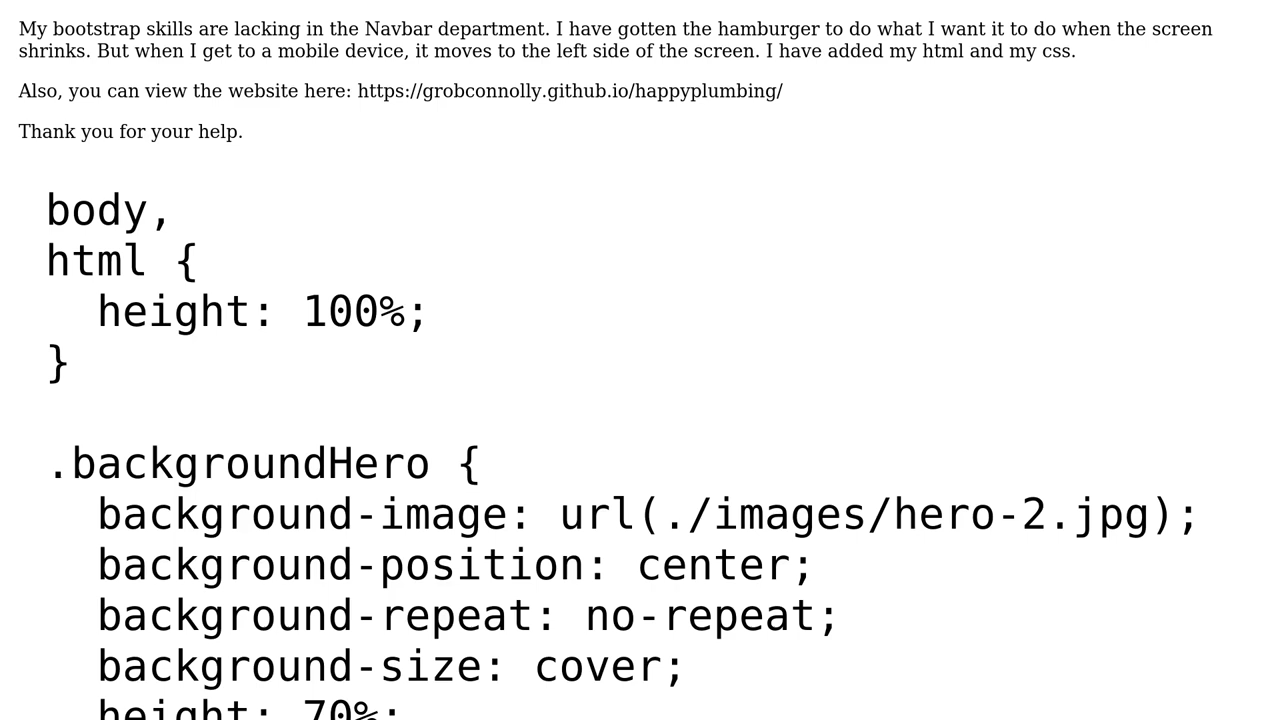 My bootstrap skills are lacking in the Navbar department. I have gotten the hamburger to do what I want it to do when the screen
shrinks. But when I get to a mobile device, it moves to the left side of the screen. I have added my html and my css.
Also, you can view the website here: https://grobconnolly.github.io/happyplumbing/
Thank you for your help.
body,
html {
  height: 100%;
}
.backgroundHero {
  background-image: url(./images/hero-2.jpg);
  background-position: center;
  background-repeat: no-repeat;
  background-size: cover;
  height: 70%;